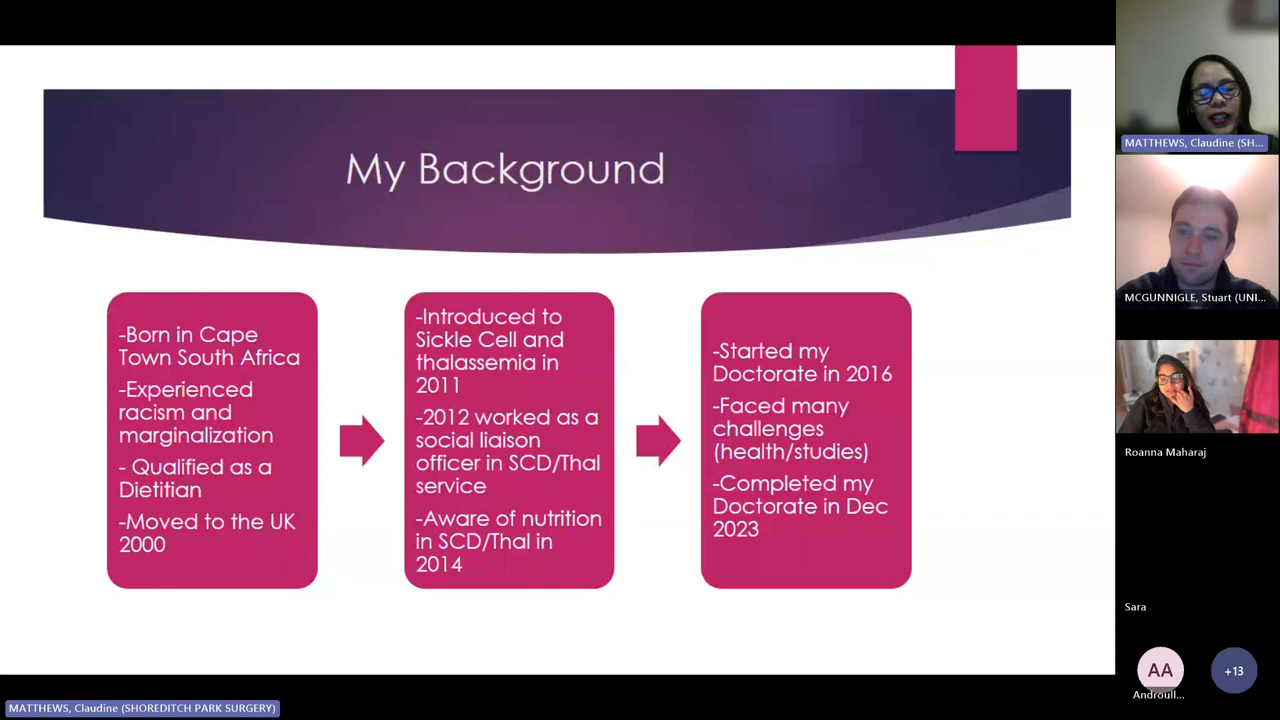 My Background
-Born in Cape
Town South Africa
-Experienced
racism and
marginalization
- Qualified as a
Dietitian
-Moved to the UK
2000
-Introduced to
Sickle Cell and
thalassemia in
2011
-2012 worked as a
social liaison
officer in SCD/Thal
service
-Aware of nutrition
in SCD/Thal in
2014
-Started my
Doctorate in 2016
-Faced many
challenges
(health/studies)
-Completed my
Doctorate in Dec
2023
MATTHEWS, Claudine (SH...
MCGUNNIGLE, Stuart (UNI...
Roanna Maharaj
Sara
AA
Androull...
+13
MATTHEWS, Claudine (SHOREDITCH PARK SURGERY)